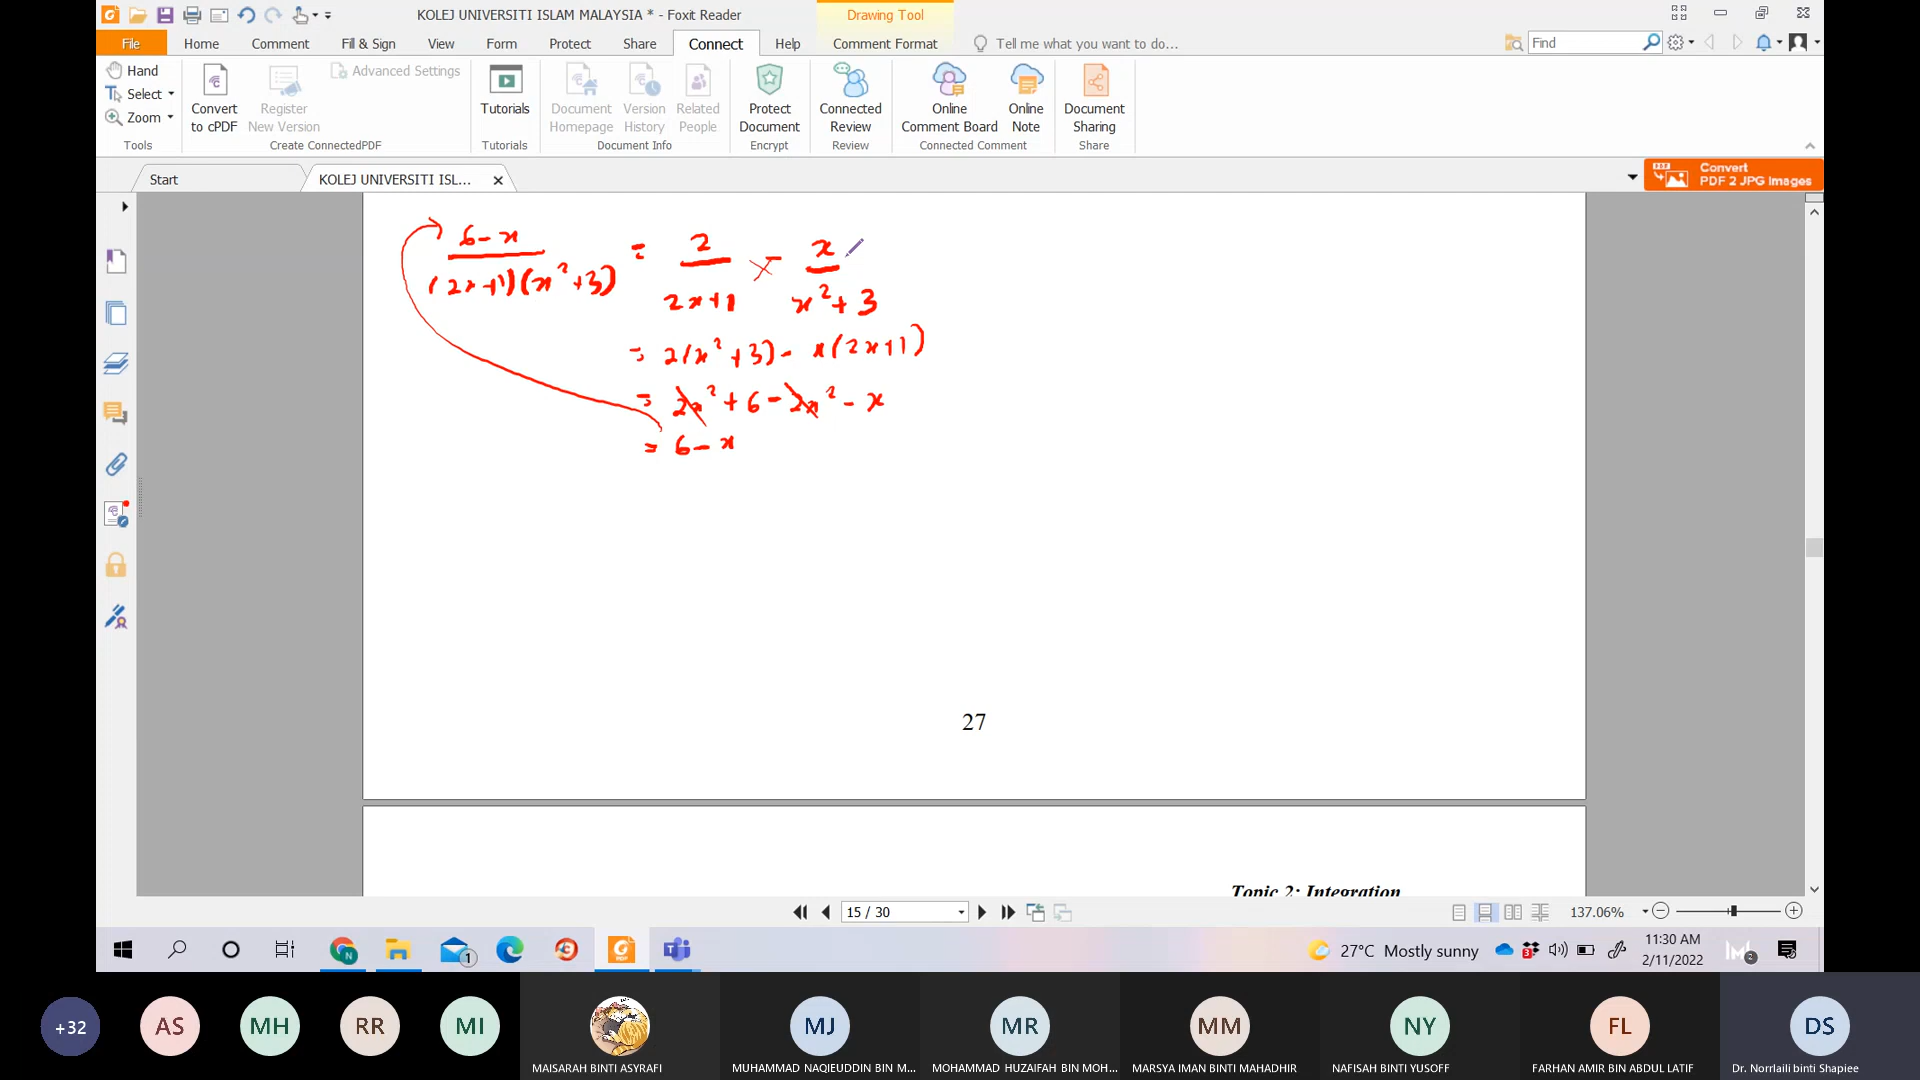 KOLEJ UNIVERSITI ISLAM MALAYSIA * - Foxit Reader
Drawing Tool
File Home Comment Fill & Sign View Form Protect Share Connect Help Comment Format Tell me what you want to do... Find
Hand
Select
Zoom
Tools
Convert to cPDF
Register New Version
Advanced Settings
Create ConnectedPDF
Tutorials
Tutorials
Document Homepage
Version History
Related People
Document Info
Protect Document
Encrypt
Connected Review
Review
Online Comment Board
Online Note
Connected Comment
Document Sharing
Share
Start
KOLEJ UNIVERSITI ISL...
Convert
PDF 2 JPG Images
6-x / (2x+1)(x²+3) = 2 / 2x+1 - x / x²+3
= 2(x²+3) - x(2x+1)
= 2x² + 6 - 2x² - x
= 6 - x
27
Topic 2: Integration
15 / 30
137.06%
27°C Mostly sunny
11:30 AM
2/11/2022
+32
AS
MH
RR
MI
MAISARAH BINTI ASYRAFI
MJ
MUHAMMAD NAQIEUDDIN BIN M...
MR
MOHAMMAD HUZAIFAH BIN MOH...
MM
MARSYA IMAN BINTI MAHADHIR
NY
NAFISAH BINTI YUSOFF
FL
FARHAN AMIR BIN ABDUL LATIF
DS
Dr. Norrlaili binti Shapiee